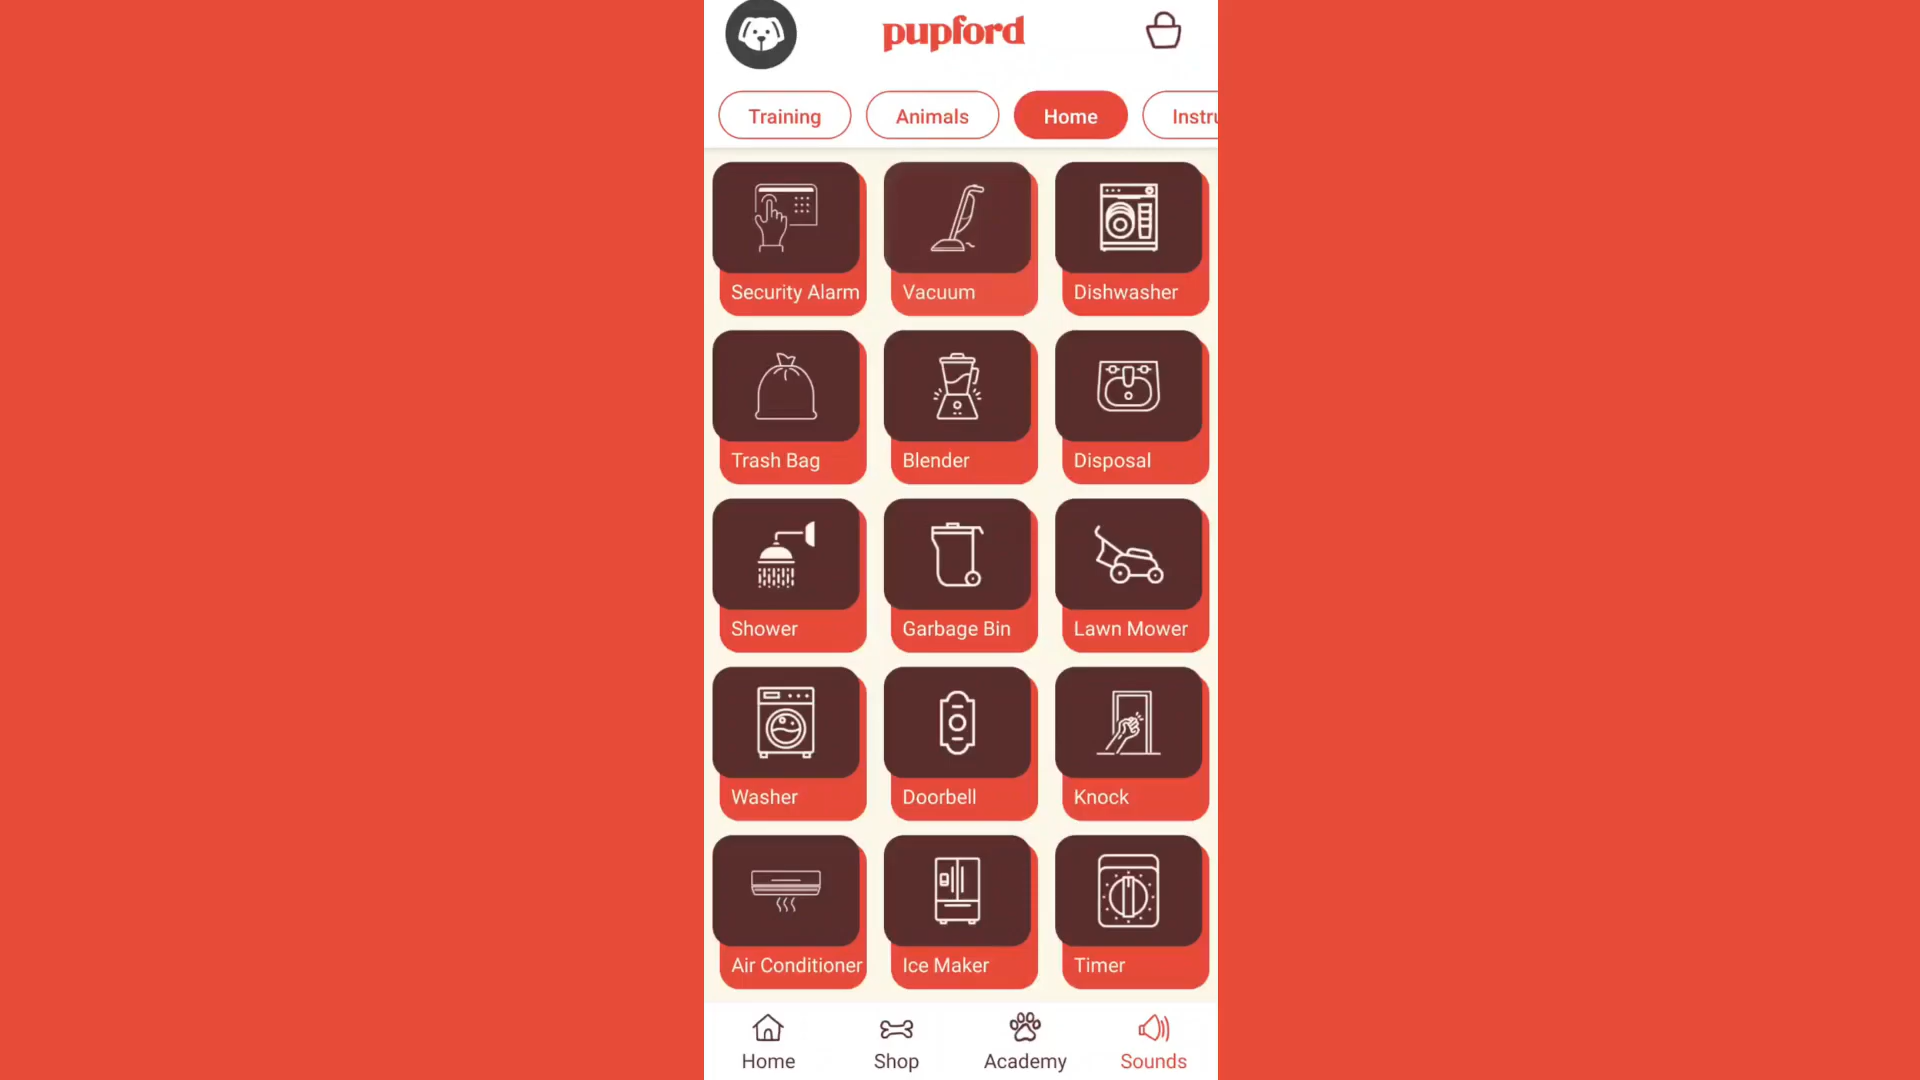 pupford
Training Animals Home Instru
Security Alarm Vacuum Dishwasher
Trash Bag Blender Disposal
Shower Garbage Bin Lawn Mower
Washer Doorbell Knock
Air Conditioner Ice Maker Timer
Home Shop Academy Sounds